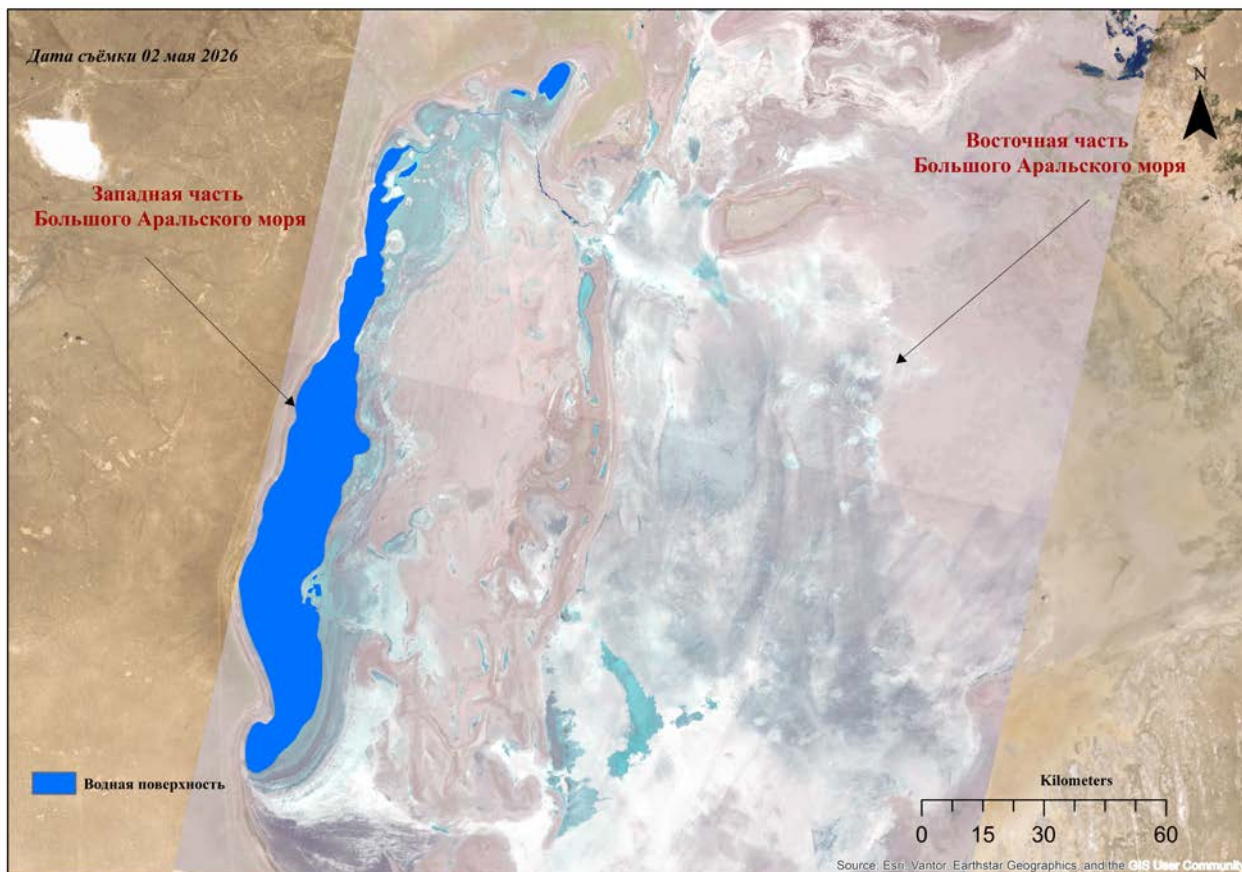 Дата съёмки 02 мая 2026
N
Восточная часть
Большого Аральского моря
Западная часть
Большого Аральского моря
Водная поверхность
Kilometers
0 15 30 60
Source: Esri, Vantor, Earthstar Geographics, and the GIS User Community